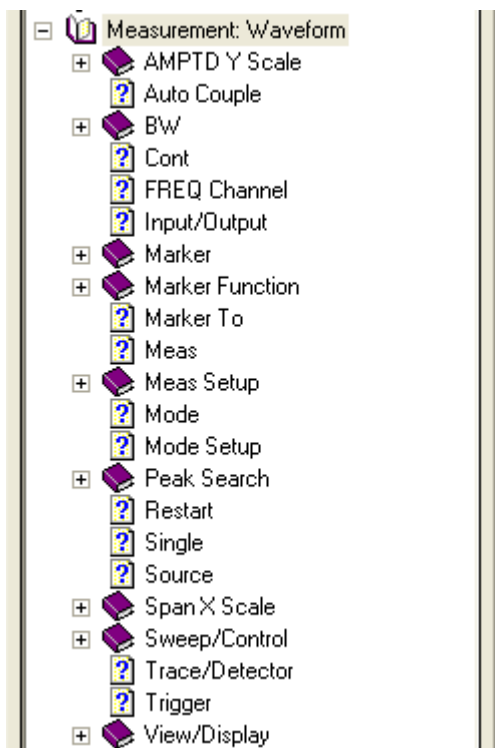 Measurement: Waveform
AMPTD Y Scale
Auto Couple
BW
Cont
FREQ Channel
Input/Output
Marker
Marker Function
Marker To
Meas
Meas Setup
Mode
Mode Setup
Peak Search
Restart
Single
Source
Span X Scale
Sweep/Control
Trace/Detector
Trigger
View/Display